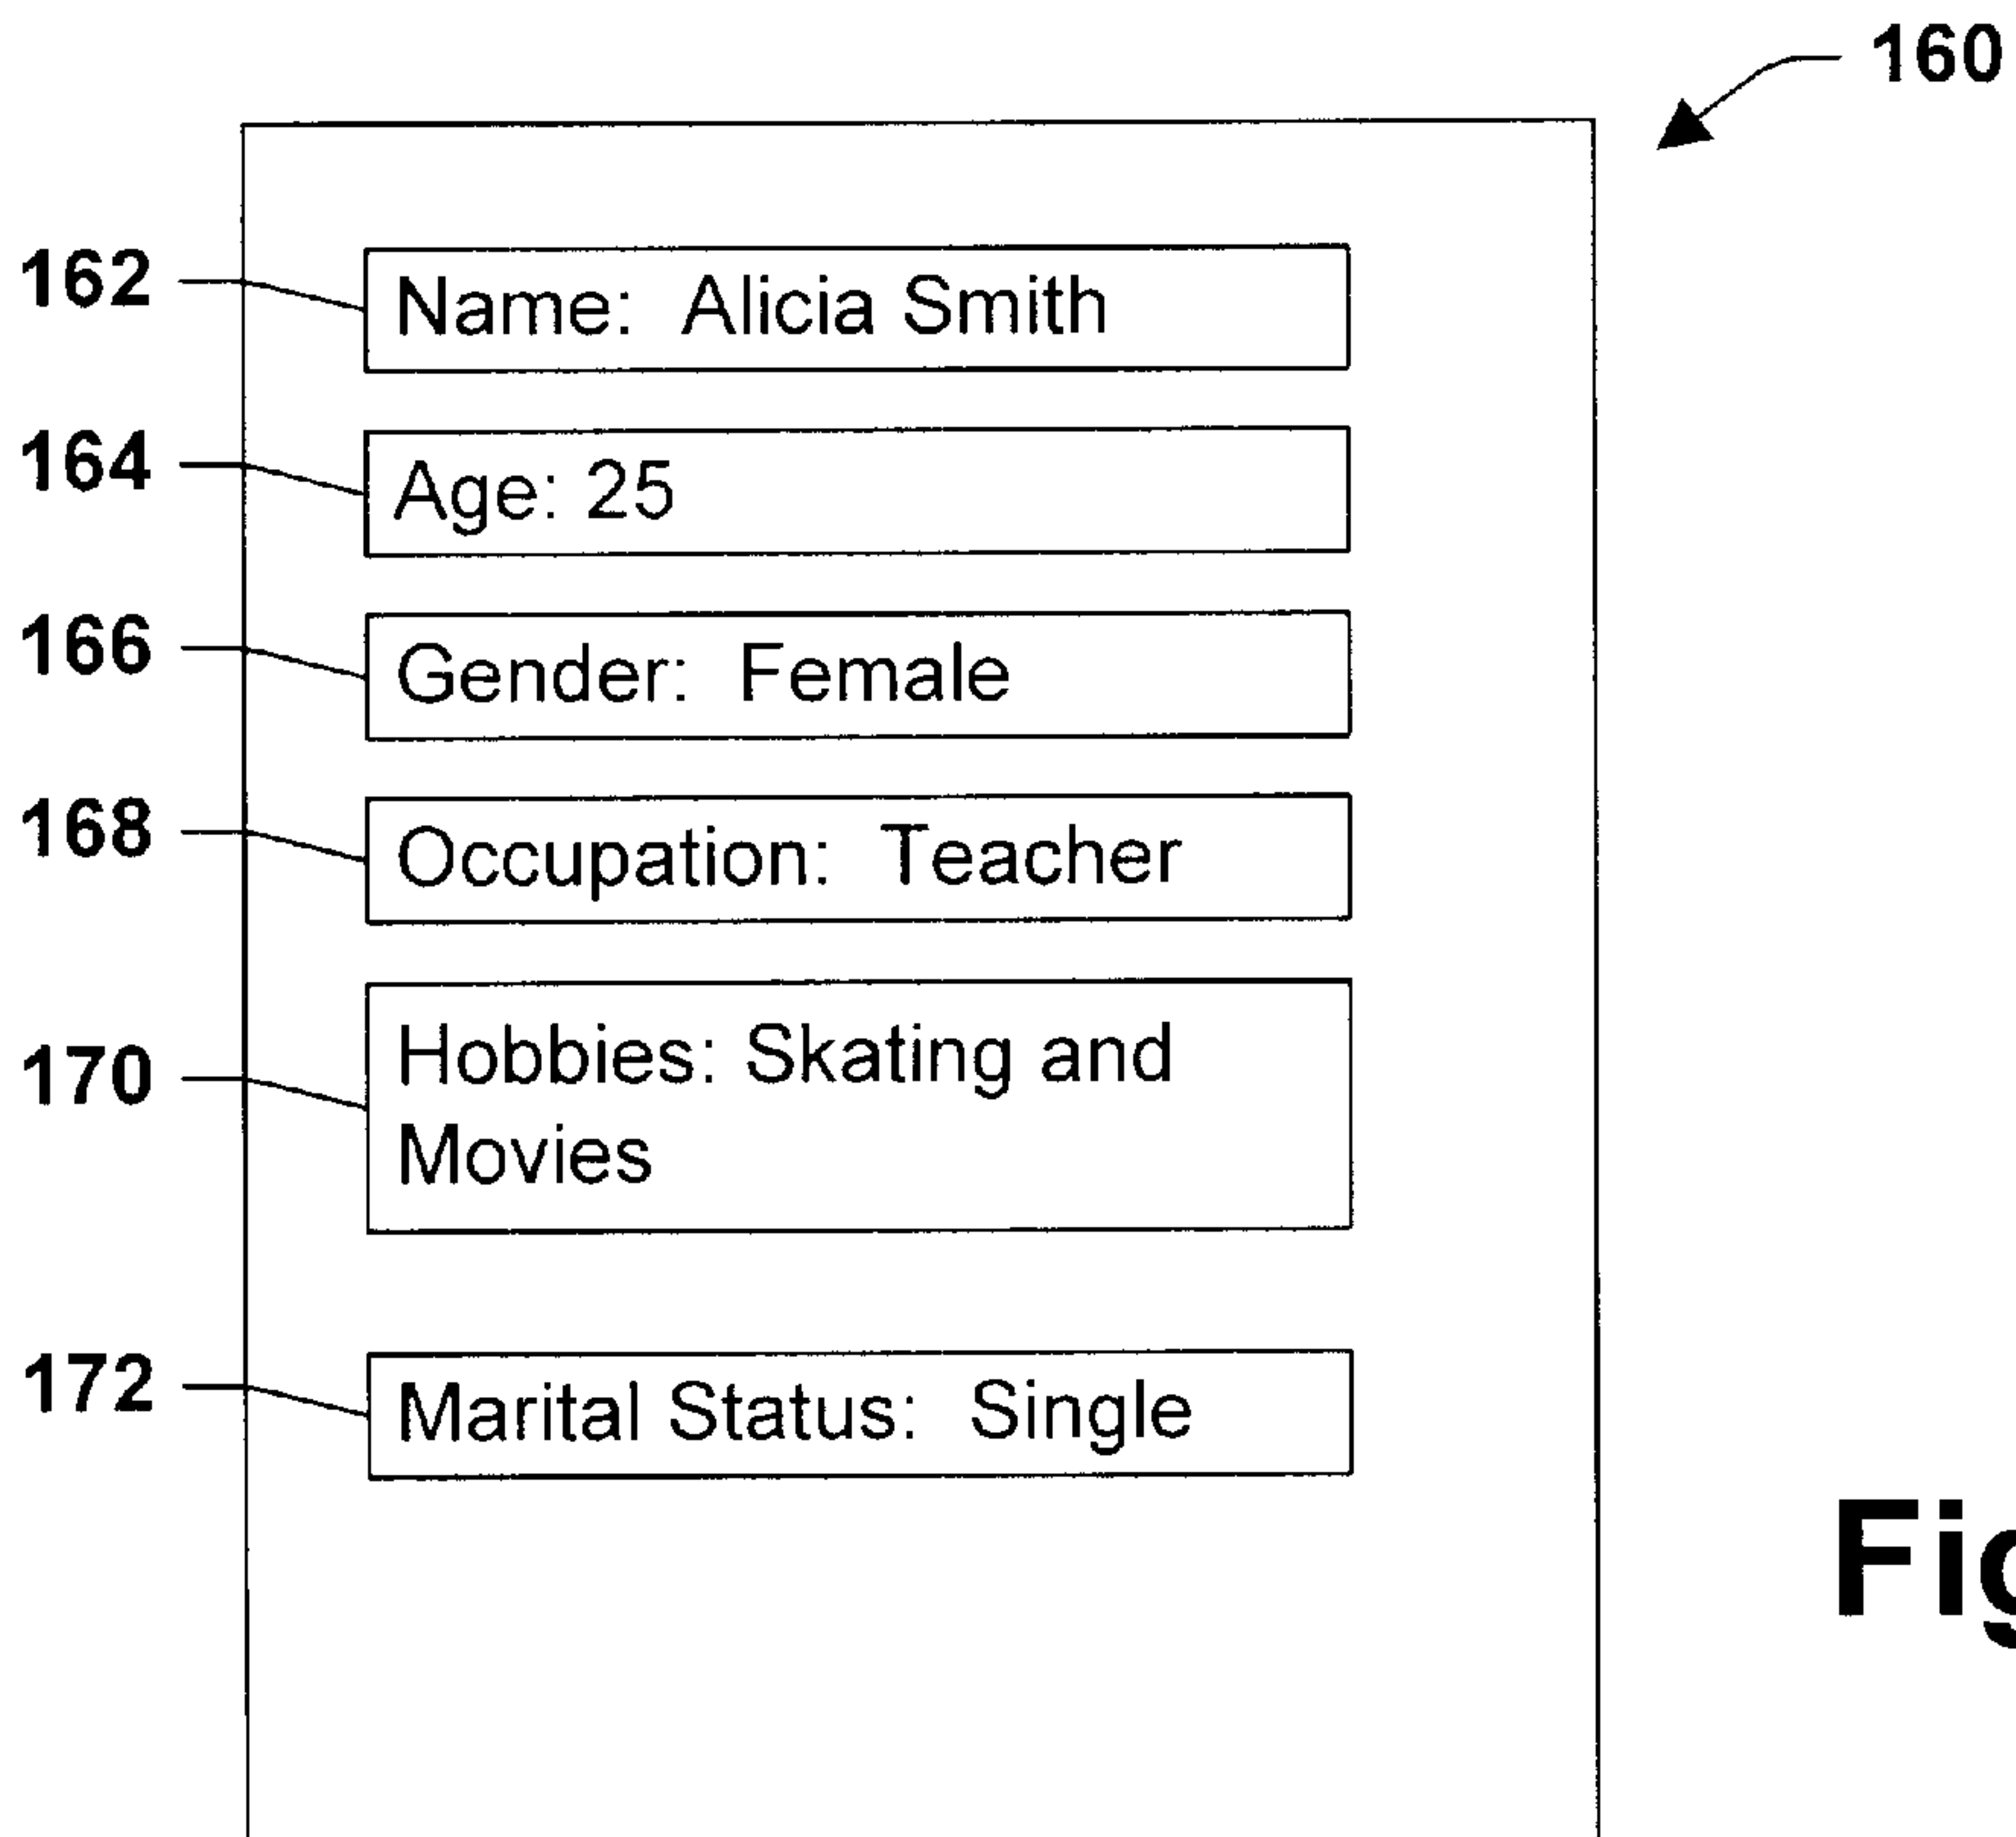 160
162 Name: Alicia Smith
164 Age: 25
166 Gender: Female
168 Occupation: Teacher
170 Hobbies: Skating and
Movies
172 Marital Status: Single
Fig